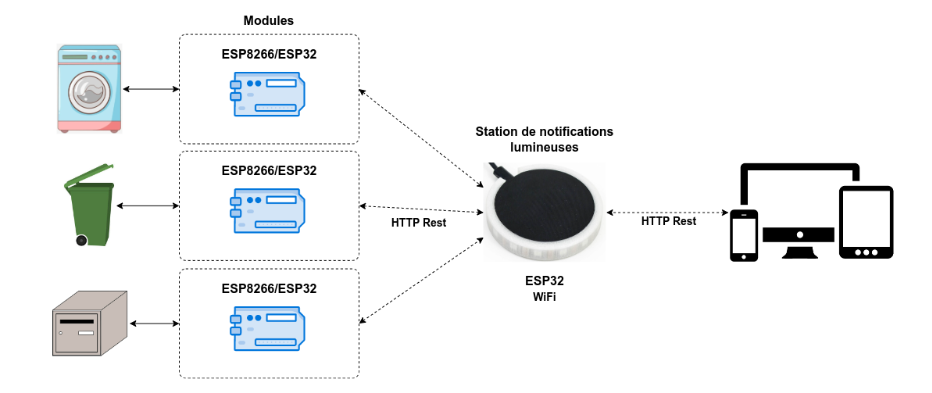 Modules
ESP8266/ESP32
ESP8266/ESP32
ESP8266/ESP32
HTTP Rest
Station de notifications
lumineuses
ESP32
WiFi
HTTP Rest